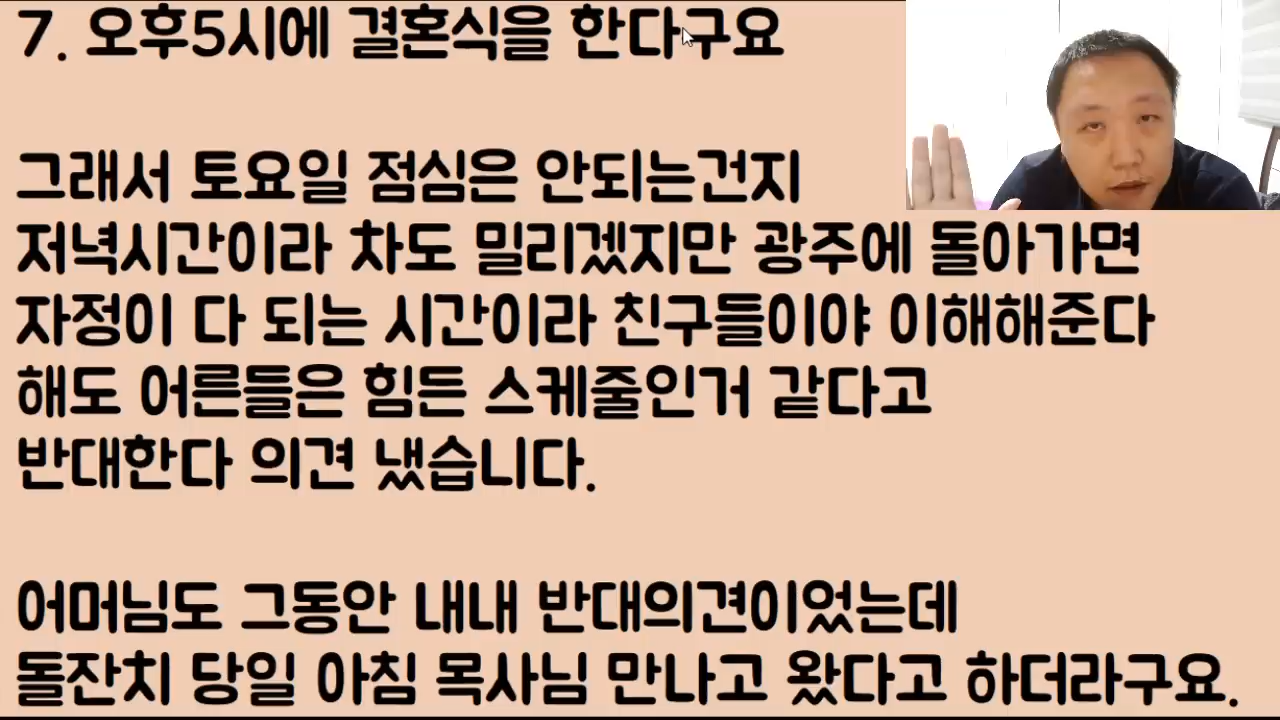 7. 오후5시에 결혼식을 한다구요
그래서 토요일 점심은 안되는건지
저녁시간이라 차도 밀리겠지만 광주에 돌아가면
자정이 다 되는 시간이라 친구들이야 이해해준다
해도 어른들은 힘든 스케줄인거 같다고
반대한다 의견 냈습니다.
어머님도 그동안 내내 반대의견이었는데
돌잔치 당일 아침 목사님 만나고 왔다고 하더라구요.